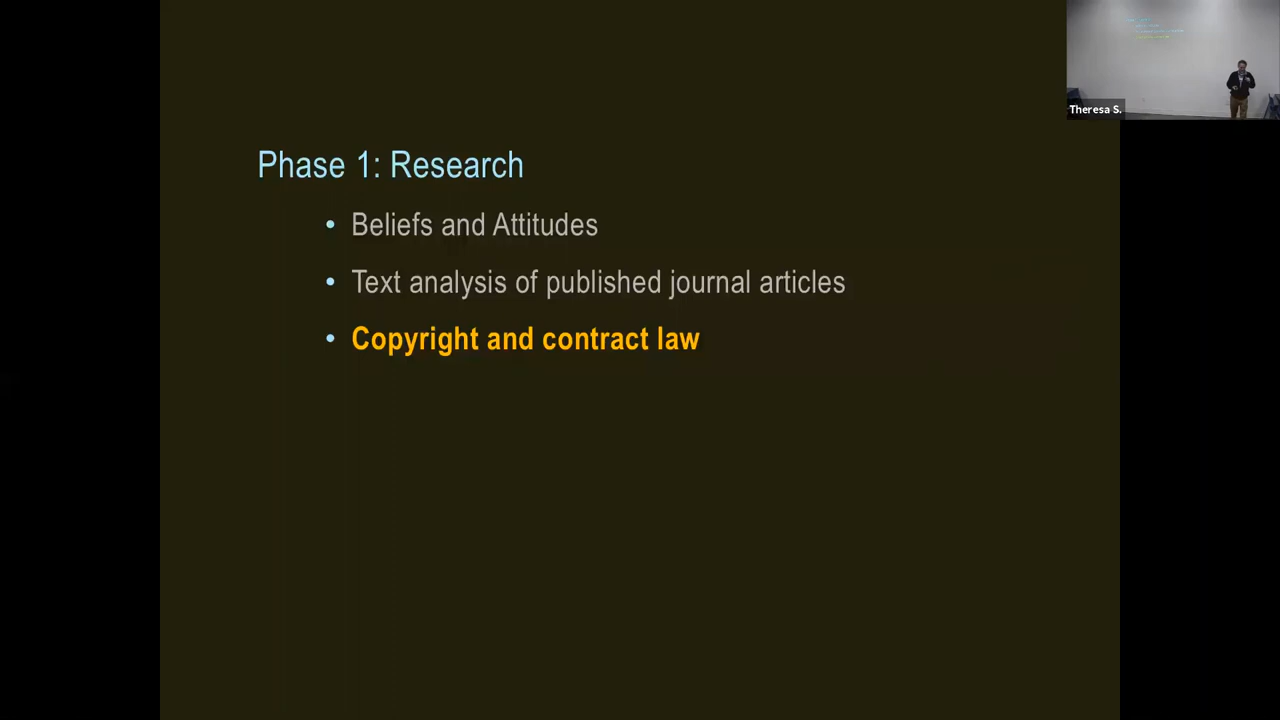 Phase 1: Research
• Beliefs and Attitudes
• Text analysis of published journal articles
• Copyright and contract law
Theresa S.